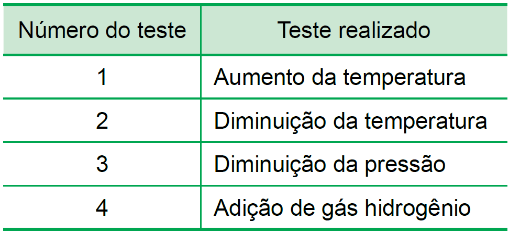 Número do teste Teste realizado
1 Aumento da temperatura
2 Diminuição da temperatura
3 Diminuição da pressão
4 Adição de gás hidrogênio